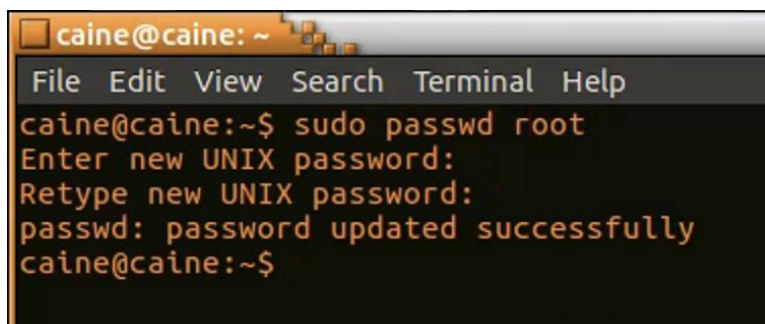 caine@caine: ~
File Edit View Search Terminal Help
caine@caine:~$ sudo passwd root
Enter new UNIX password:
Retype new UNIX password:
passwd: password updated successfully
caine@caine:~$